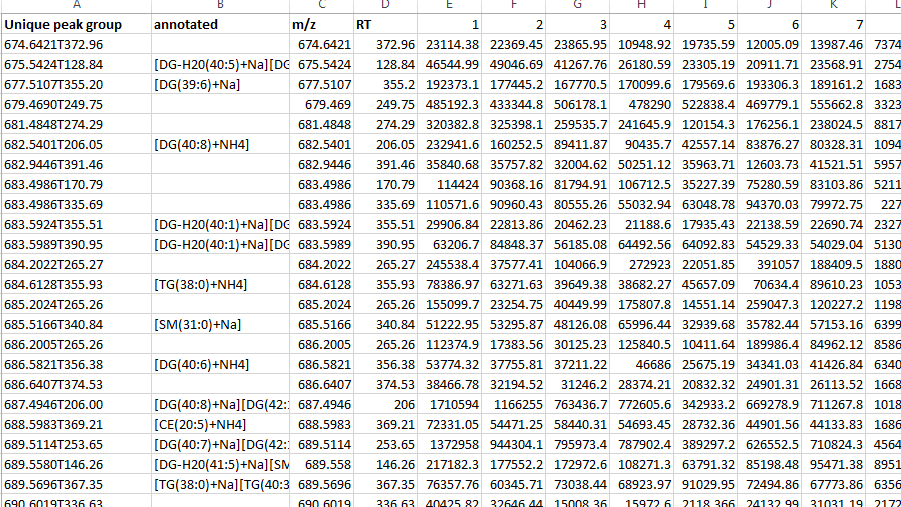 A B C D E F G H I J K L
Unique peak group annotated m/z RT 1 2 3 4 5 6 7
674.6421T372.96 674.6421 372.96 23114.38 22369.45 23865.95 10948.92 19735.59 12005.09 13987.46 7374
675.5424T128.84 [DG-H20(40:5)+Na][DG 675.5424 128.84 46544.99 49046.69 41267.76 26180.59 23305.19 20911.71 23568.91 2754
677.5107T355.20 [DG(39:6)+Na] 677.5107 355.2 192373.1 177445.2 167770.5 170099.6 179569.6 193306.3 189161.2 1683
679.4690T249.75 679.469 249.75 485192.3 433344.8 506178.1 478290 522838.4 469779.1 555662.8 3323
681.4848T274.29 681.4848 274.29 320382.8 325398.1 259535.7 241645.9 120154.3 176256.1 238024.5 8817
682.5401T206.05 [DG(40:8)+NH4] 682.5401 206.05 232941.6 160252.5 89411.87 90435.7 42557.14 83876.27 80328.31 1094
682.9446T391.46 682.9446 391.46 35840.68 35757.82 32004.62 50251.12 35963.71 12603.73 41521.51 5957
683.4986T170.79 683.4986 170.79 114424 90368.16 81794.91 106712.5 35227.39 75280.59 83103.86 5211
683.4986T335.69 683.4986 335.69 110571.6 90960.43 80555.26 55032.94 63048.78 94370.03 79972.75 227
683.5924T355.51 [DG-H20(40:1)+Na][DG 683.5924 355.51 29906.84 22813.86 20462.23 21188.6 17935.43 22138.59 22690.74 2327
683.5989T390.95 [DG-H20(40:1)+Na][DG 683.5989 390.95 63206.7 84848.37 56185.08 64492.56 64092.83 54529.33 54029.04 5130
684.2022T265.27 684.2022 265.27 245538.4 37577.41 104066.9 272923 22051.85 391057 188409.5 1880
684.6128T355.93 [TG(38:0)+NH4] 684.6128 355.93 78386.97 63271.63 39649.38 38682.27 45657.09 70634.4 89610.23 1053
685.2024T265.26 685.2024 265.26 155099.7 23254.75 40449.99 175807.8 14551.14 259047.3 120227.2 1198
685.5166T340.84 [SM(31:0)+Na] 685.5166 340.84 51222.95 53295.87 48126.08 65996.44 32939.68 35782.44 57153.16 6399
686.2005T265.26 686.2005 265.26 112374.9 17383.56 30125.23 125840.5 10411.64 189986.4 84962.12 8586
686.5821T356.38 [DG(40:6)+NH4] 686.5821 356.38 53774.32 37755.81 37211.22 46686 25675.19 34341.03 41426.84 6340
686.6407T374.53 686.6407 374.53 38466.78 32194.52 31246.2 28374.21 20832.32 24901.31 26113.52 1668
687.4946T206.00 [DG(40:8)+Na][DG(42: 687.4946 206 1710594 1166255 763436.7 772605.6 342933.2 669278.9 711267.8 1018
688.5983T369.21 [CE(20:5)+NH4] 688.5983 369.21 72331.05 54471.25 58440.31 54693.45 28732.36 44901.56 44133.83 1686
689.5114T253.65 [DG(40:7)+Na][DG(42: 689.5114 253.65 1372958 944304.1 795973.4 787902.4 389297.2 626552.5 710824.3 4564
689.5580T146.26 [DG-H20(41:5)+Na][SM 689.558 146.26 217182.3 177552.2 172972.6 108271.3 63791.32 85198.48 95471.38 8951
689.5696T367.35 [TG(38:0)+Na][TG(40:3 689.5696 367.35 76357.76 60345.71 73038.44 68923.97 91029.95 72494.86 67773.86 6356
690.6019T336.63 690.6019 336.63 40425.82 32646.44 15008.36 15972.6 2118.366 24132.99 31031.19 2172